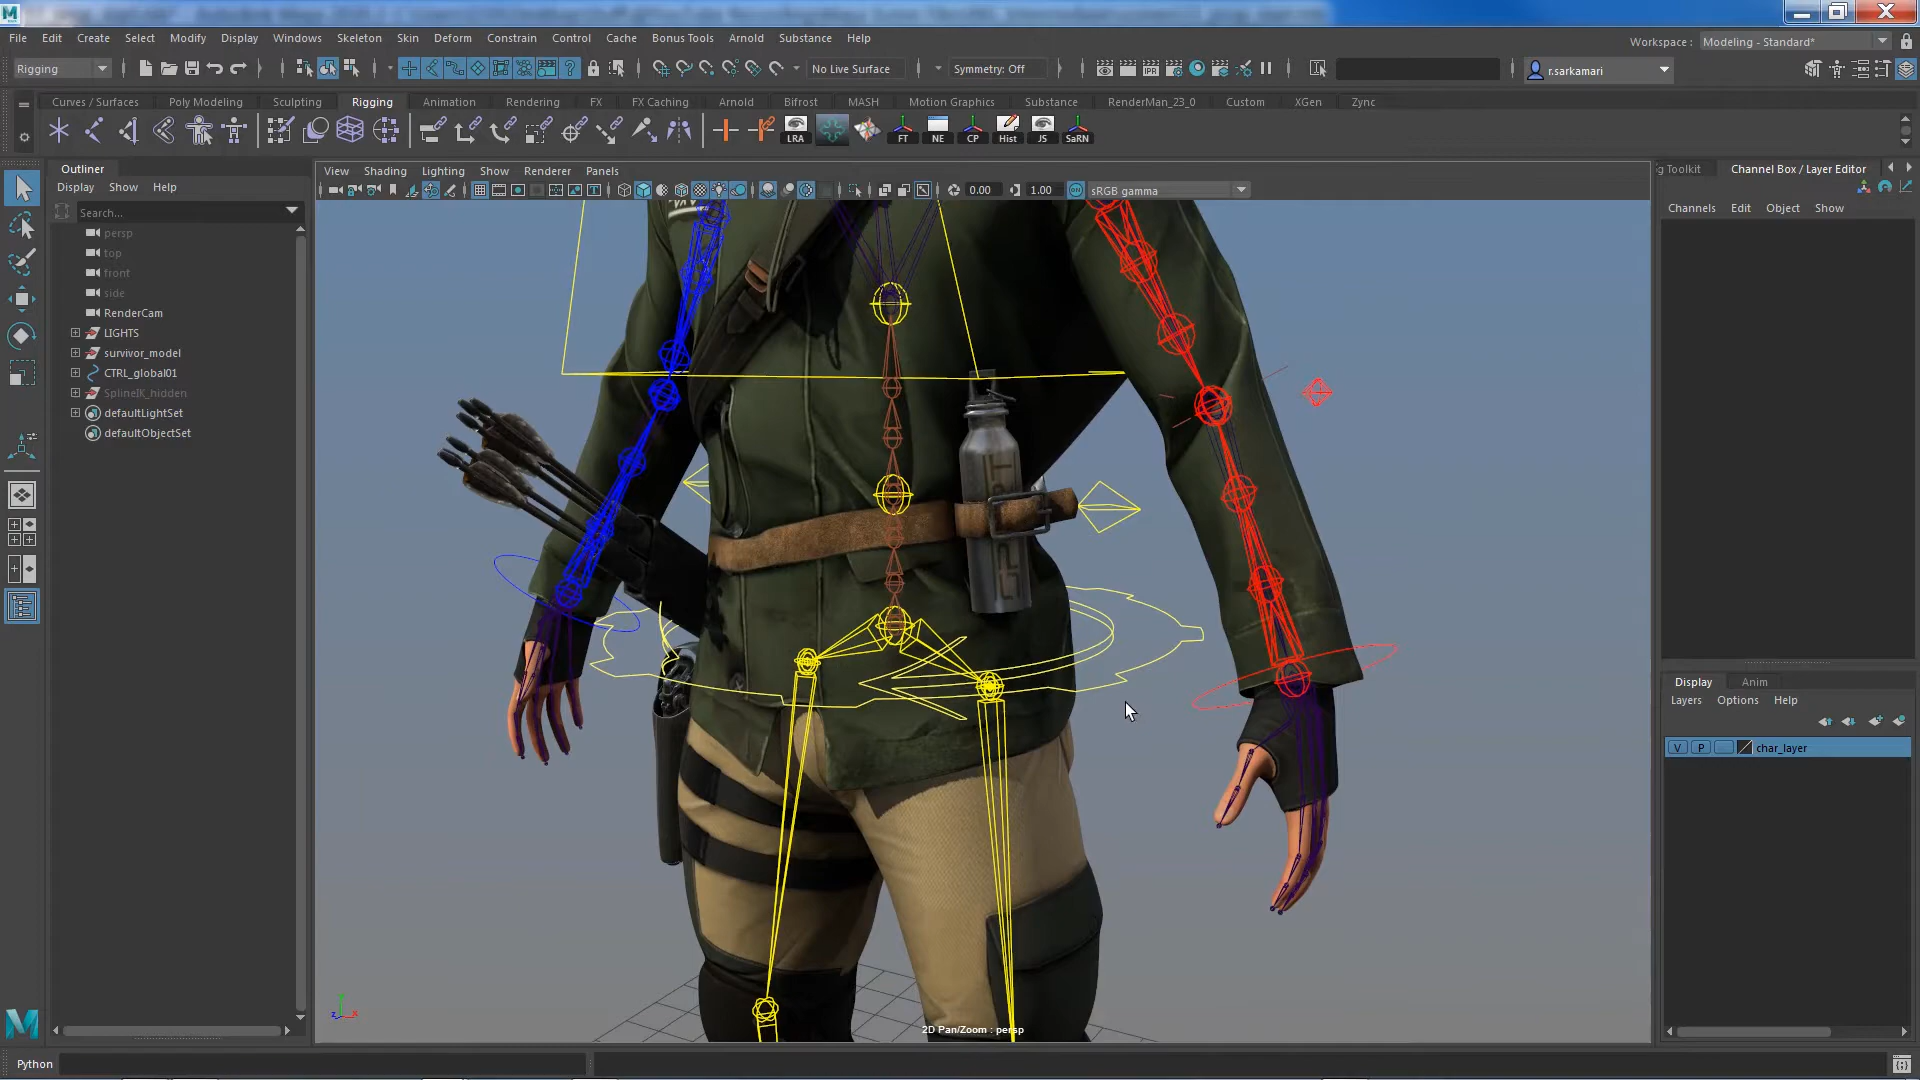 File Edit Create Select Modify Display Windows Skeleton Skin Deform Constrain Control Cache Bonus Tools Arnold Substance Help
Workspace : Modeling - Standard*
Rigging
No Live Surface
Symmetry: Off
r.sarkamari
Curves / Surfaces Poly Modeling Sculpting Rigging Animation Rendering FX FX Caching Arnold Bifrost MASH Motion Graphics Substance RenderMan_23_0 Custom XGen Zync
LRA FT NE CP Hist JS SaRN
Outliner
Display Show Help
Search...
persp
top
front
side
RenderCam
LIGHTS
survivor_model
CTRL_global01
SplineIK_hidden
defaultLightSet
defaultObjectSet
View Shading Lighting Show Renderer Panels
0.00 1.00 sRGB gamma
2D Pan/Zoom : persp
g Toolkit Channel Box / Layer Editor
Channels Edit Object Show
Display Anim
Layers Options Help
V P char_layer
Python